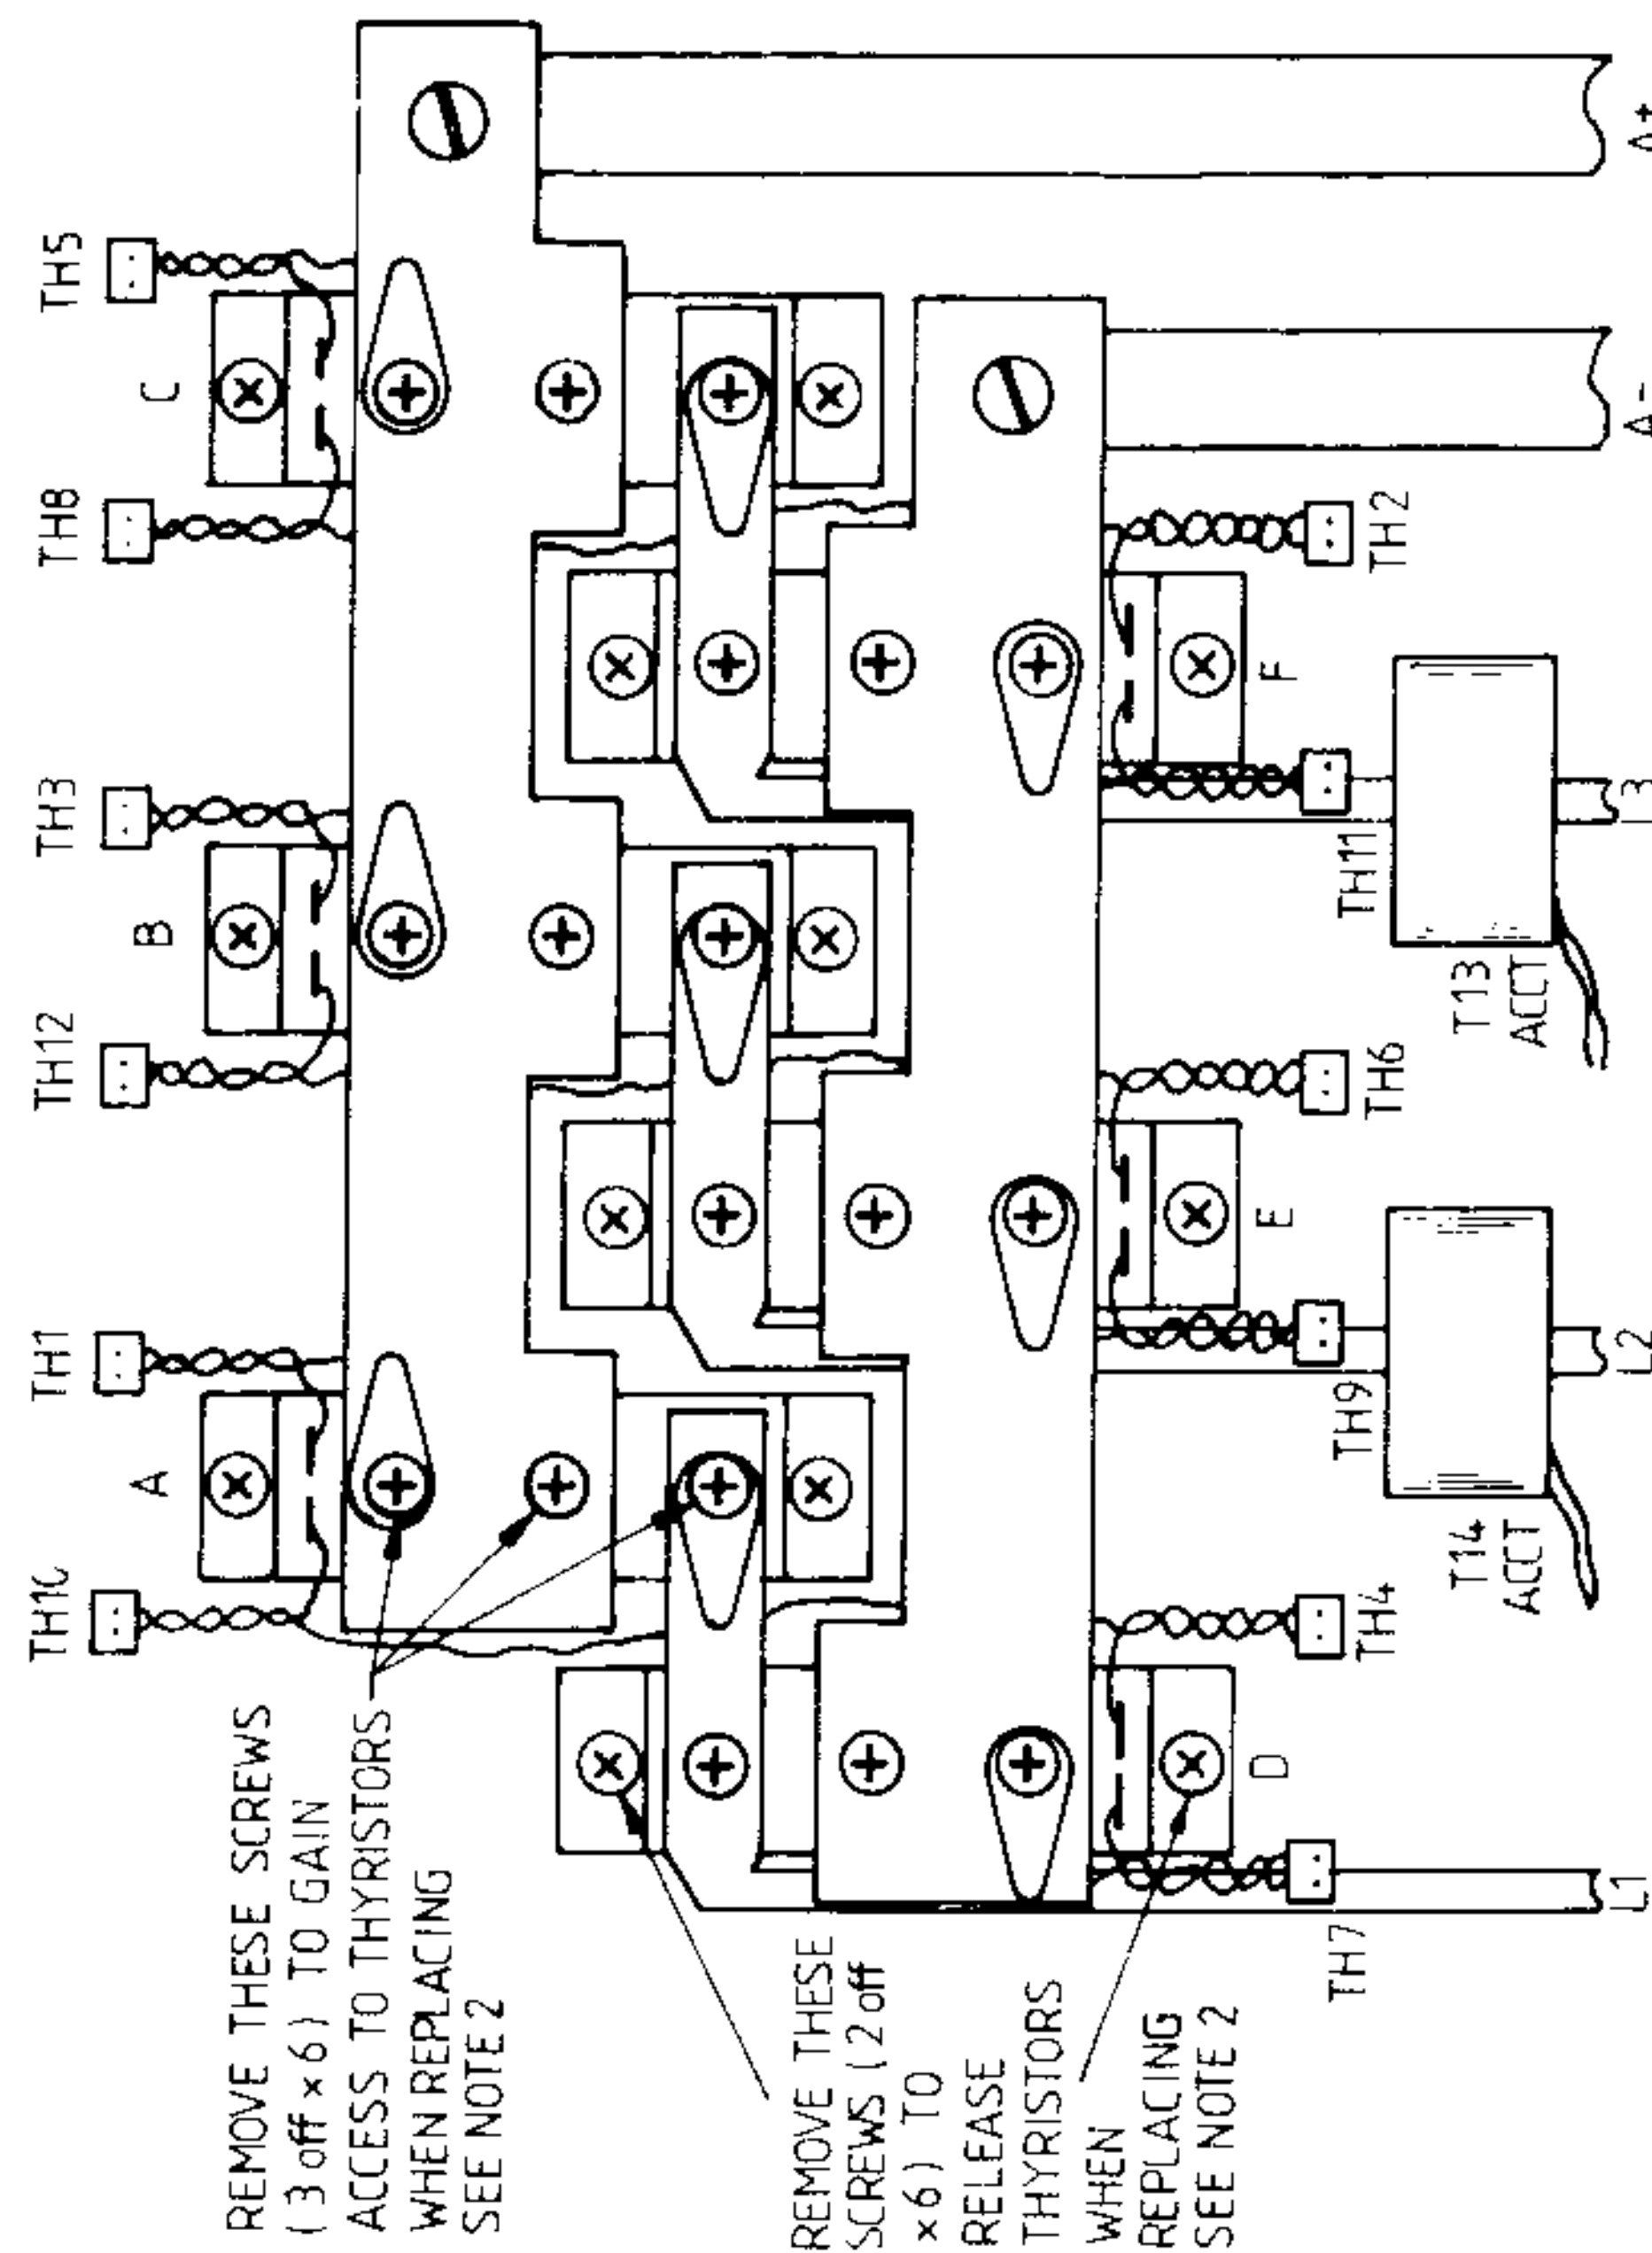 REMOVE THESE SCREWS
(3 off × 6) TO GAIN
ACCESS TO THYRISTORS
WHEN REPLACING
SEE NOTE 2
REMOVE THESE
SCREWS (2 off
× 6) TO
RELEASE
THYRISTORS
WHEN
REPLACING
SEE NOTE 2
TH10
A
TH1
TH12
B
TH3
TH8
C
TH5
TH7
D
TH4
TH9
E
TH6
TH11
F
TH2
T14
ACCT
T13
ACCT
L1
L2
L3
A-
A+